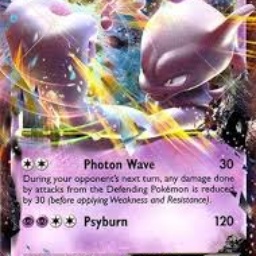 Photon Wave 30
During your opponent's next turn, any damage done
by attacks from the Defending Pokémon is reduced
by 30 (before applying Weakness and Resistance).
Psyburn 120